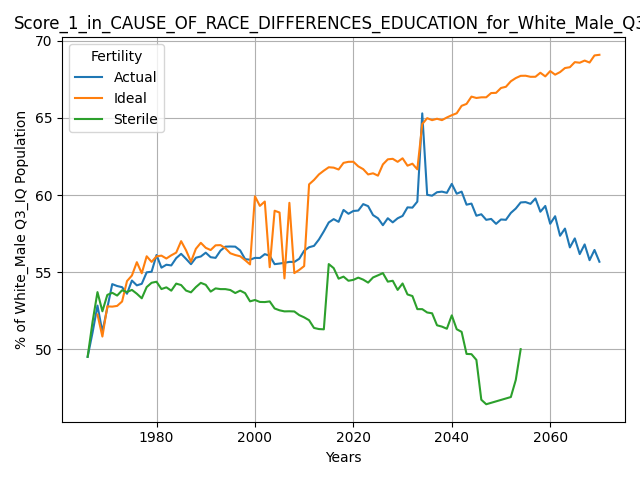 Score_1_in_CAUSE_OF_RACE_DIFFERENCES_EDUCATION_for_White_Male_Q3
% of White_Male Q3_IQ Population
70
65
60
55
50
Fertility
Actual
Ideal
Sterile
1980 2000 2020 2040 2060
Years